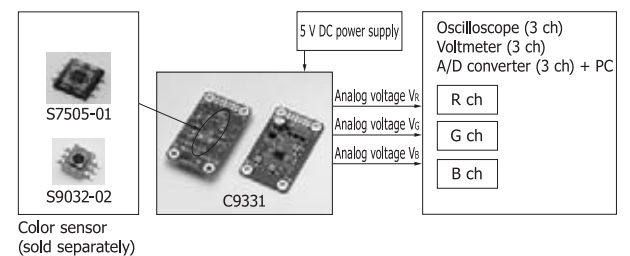 5 V DC power supply
Oscilloscope (3 ch)
Voltmeter (3 ch)
A/D converter (3 ch) + PC
S7505-01
S9032-02
C9331
Analog voltage VR
Analog voltage VG
Analog voltage VB
R ch
G ch
B ch
Color sensor
(sold separately)